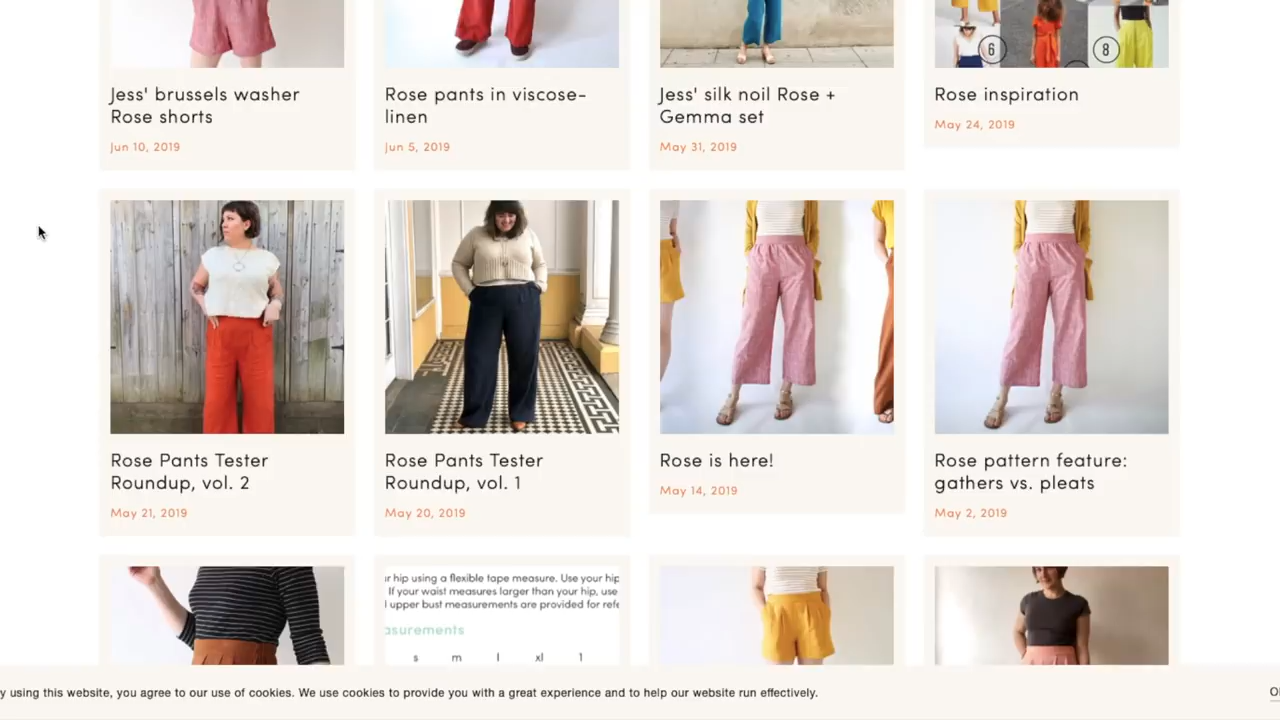 6
8
Jess' brussels washer
Rose shorts
Jun 10, 2019
Rose pants in viscose-
linen
Jun 5, 2019
Jess' silk noil Rose +
Gemma set
May 31, 2019
Rose inspiration
May 24, 2019
Rose Pants Tester
Roundup, vol. 2
May 21, 2019
Rose Pants Tester
Roundup, vol. 1
May 20, 2019
Rose is here!
May 14, 2019
Rose pattern feature:
gathers vs. pleats
May 2, 2019
r hip using a flexible tape measure. Use your hip
If your waist measures larger than your hip, use
upper bust measurements are provided for refe
asurements
s m l xl 1
y using this website, you agree to our use of cookies. We use cookies to provide you with a great experience and to help our website run effectively.